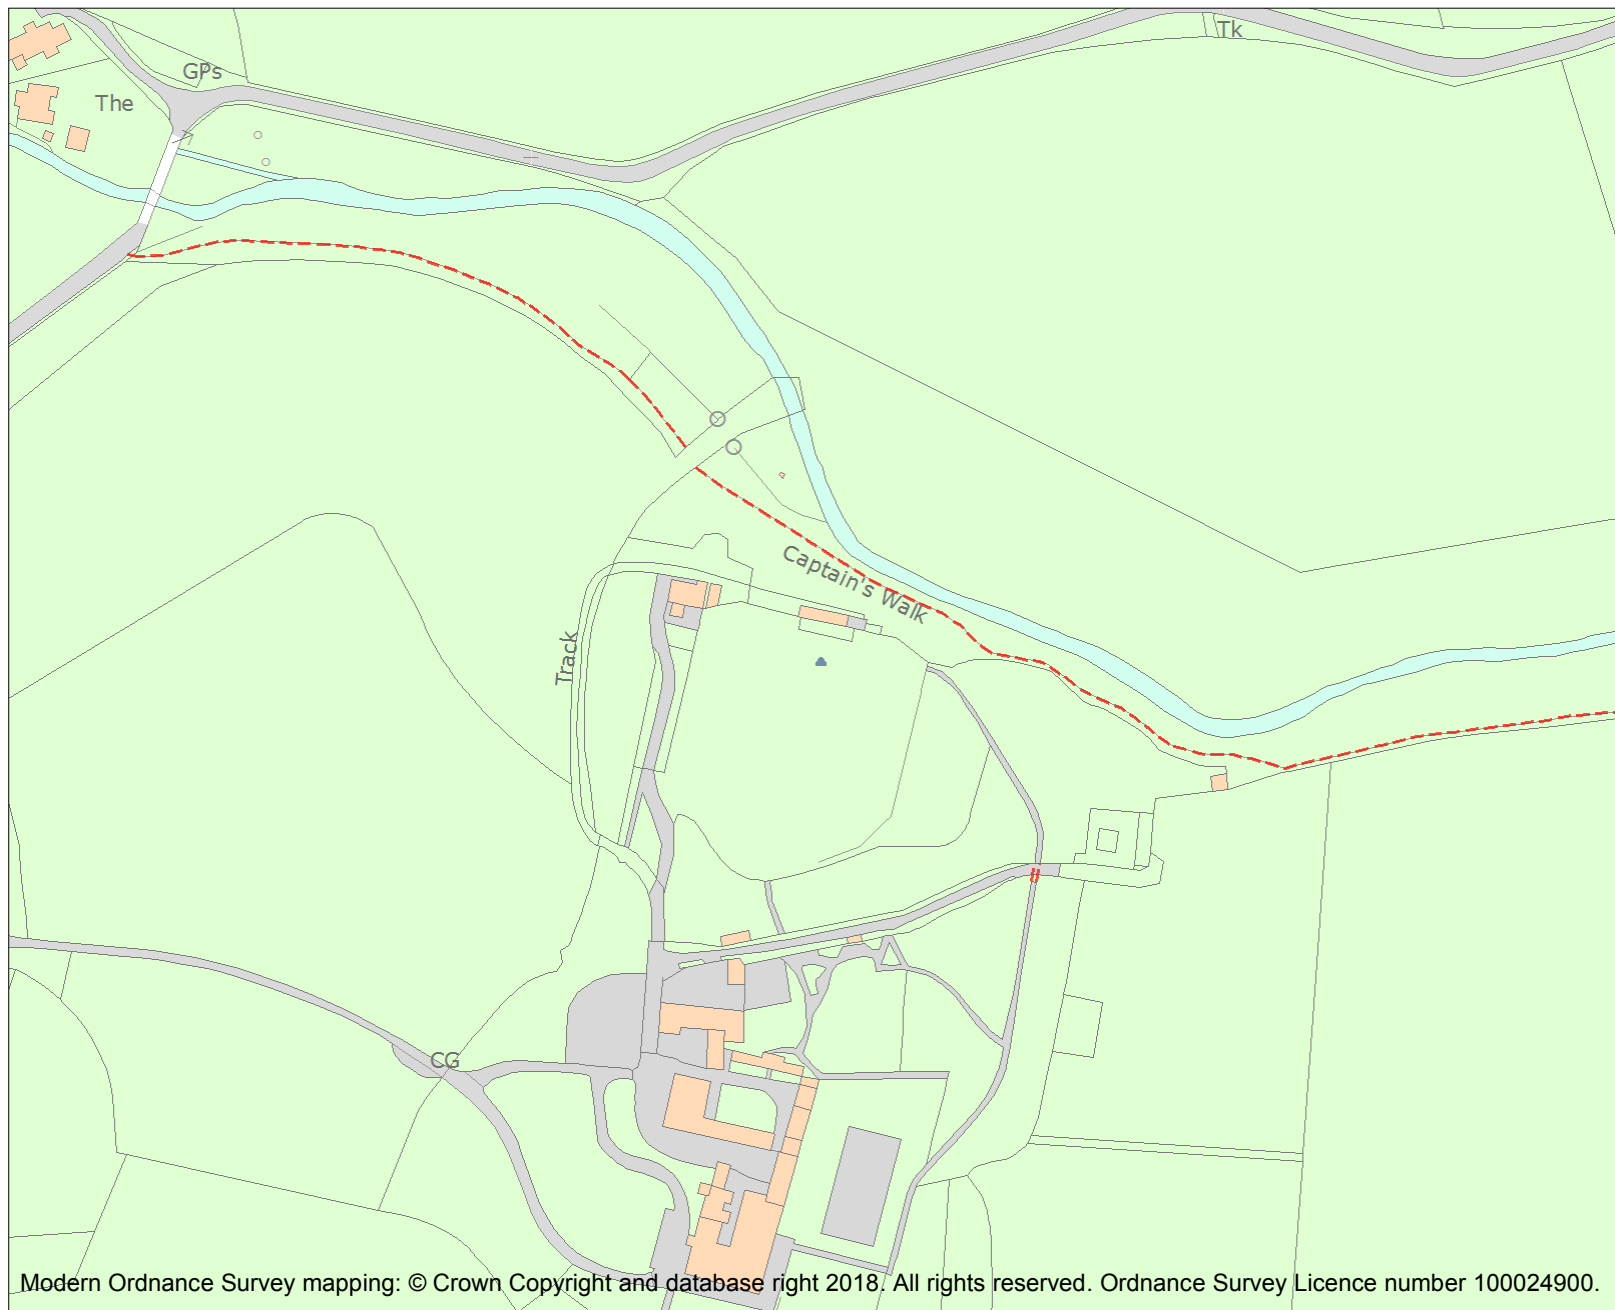 Tk
GPs
The
Captain's Walk
Track
CG
Modern Ordnance Survey mapping: © Crown Copyright and database right 2018. All rights reserved. Ordnance Survey Licence number 100024900.